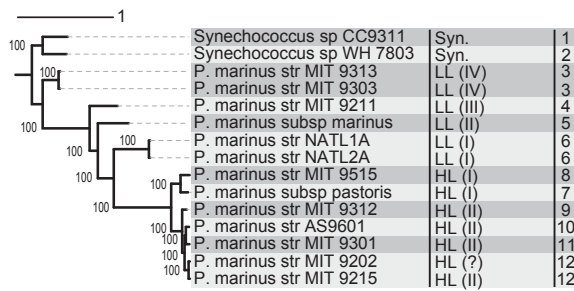 1
100
Synechococcus sp CC9311 Syn. 1
Synechococcus sp WH 7803 Syn. 2
100
P. marinus str MIT 9313 LL (IV) 3
P. marinus str MIT 9303 LL (IV) 3
100
P. marinus str MIT 9211 LL (III) 4
P. marinus subsp marinus LL (II) 5
100
P. marinus str NATL1A LL (I) 6
100
100
P. marinus str NATL2A LL (I) 6
P. marinus str MIT 9515 HL (I) 8
100
P. marinus subsp pastoris HL (I) 7
100
P. marinus str MIT 9312 HL (II) 9
100
P. marinus str AS9601 HL (II) 10
100
P. marinus str MIT 9301 HL (II) 11
100
P. marinus str MIT 9202 HL (?) 12
100
P. marinus str MIT 9215 HL (II) 12